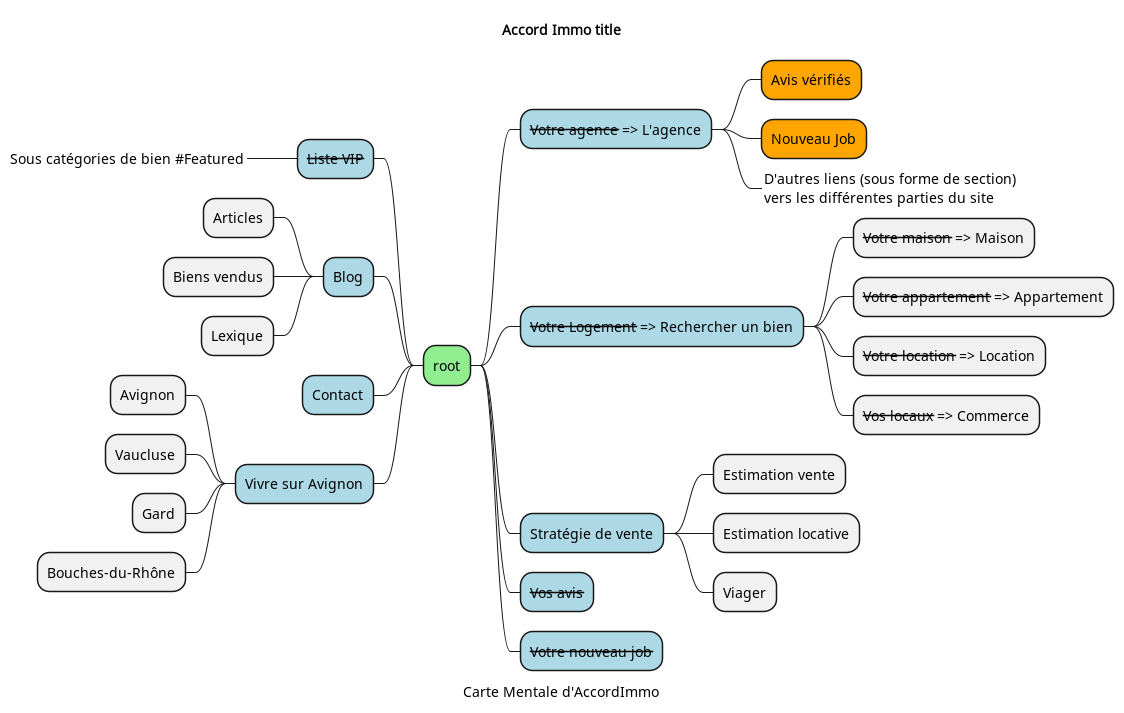 Accord Immo title
Sous catégories de bien #Featured
Liste VIP
Articles
Biens vendus
Lexique
Blog
Contact
Avignon
Vaucluse
Gard
Bouches-du-Rhône
Vivre sur Avignon
root
Votre agence => L'agence
Avis vérifiés
Nouveau Job
D'autres liens (sous forme de section)
vers les différentes parties du site
Votre Logement => Rechercher un bien
Votre maison => Maison
Votre appartement => Appartement
Votre location => Location
Vos locaux => Commerce
Stratégie de vente
Estimation vente
Estimation locative
Viager
Vos avis
Votre nouveau job
Carte Mentale d'AccordImmo